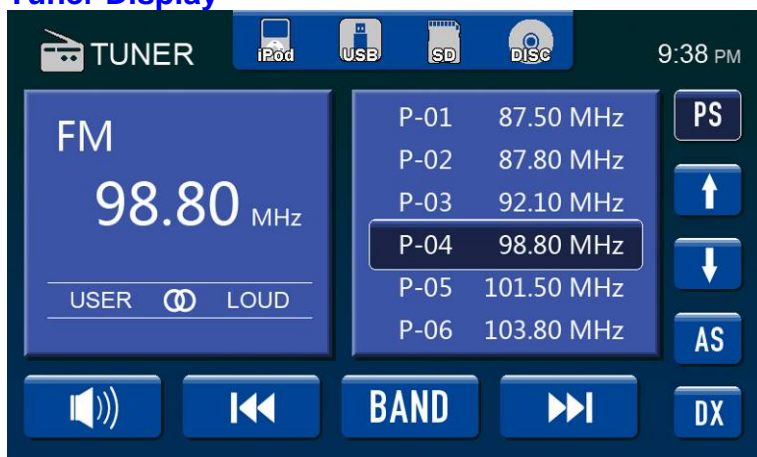 Tuner Display
TUNER iPod USB SD DISC 9:38 PM
FM
98.80 MHz
USER LOUD
P-01 87.50 MHz
P-02 87.80 MHz
P-03 92.10 MHz
P-04 98.80 MHz
P-05 101.50 MHz
P-06 103.80 MHz
PS
AS
DX
BAND